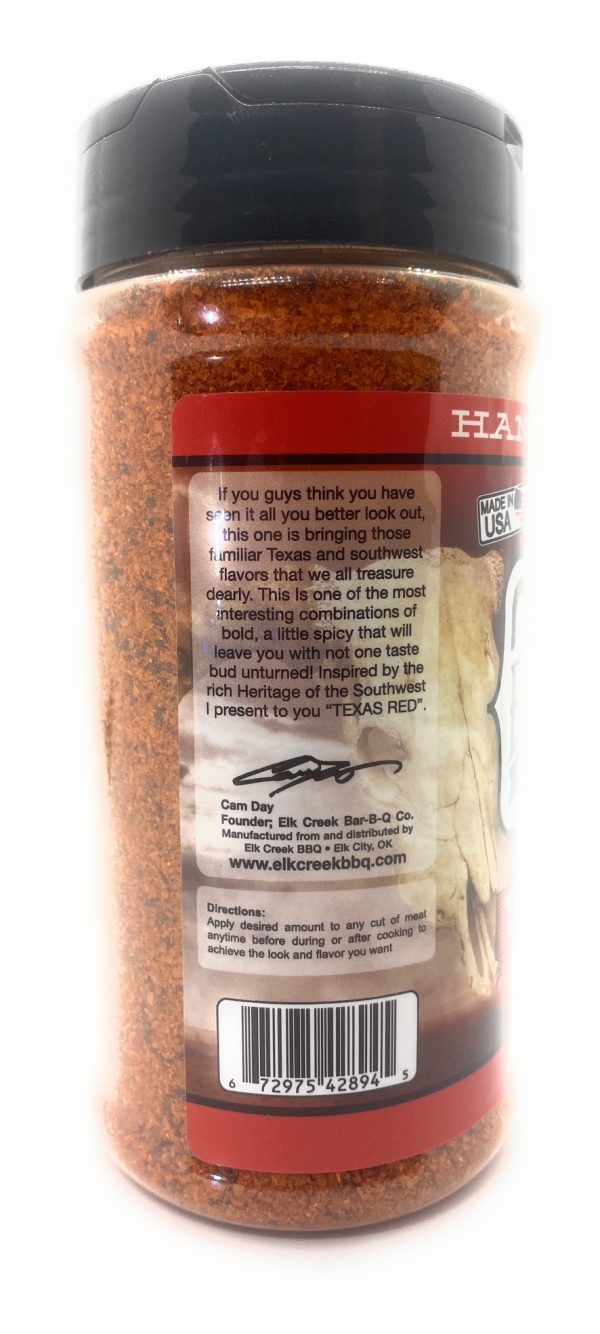 HAN
MADE IN
USA
If you guys think you have
seen it all you better look out,
this one is bringing those
familiar Texas and southwest
flavors that we all treasure
dearly. This Is one of the most
interesting combinations of
bold, a little spicy that will
leave you with not one taste
bud unturned! Inspired by the
rich Heritage of the Southwest
I present to you “TEXAS RED”.
Cam Day
Founder; Elk Creek Bar-B-Q Co.
Manufactured from and distributed by
Elk Creek BBQ • Elk City, OK
www.elkcreekbbq.com
Directions:
Apply desired amount to any cut of meat
anytime before during or after cooking to
achieve the look and flavor you want
6 72975 42894 5